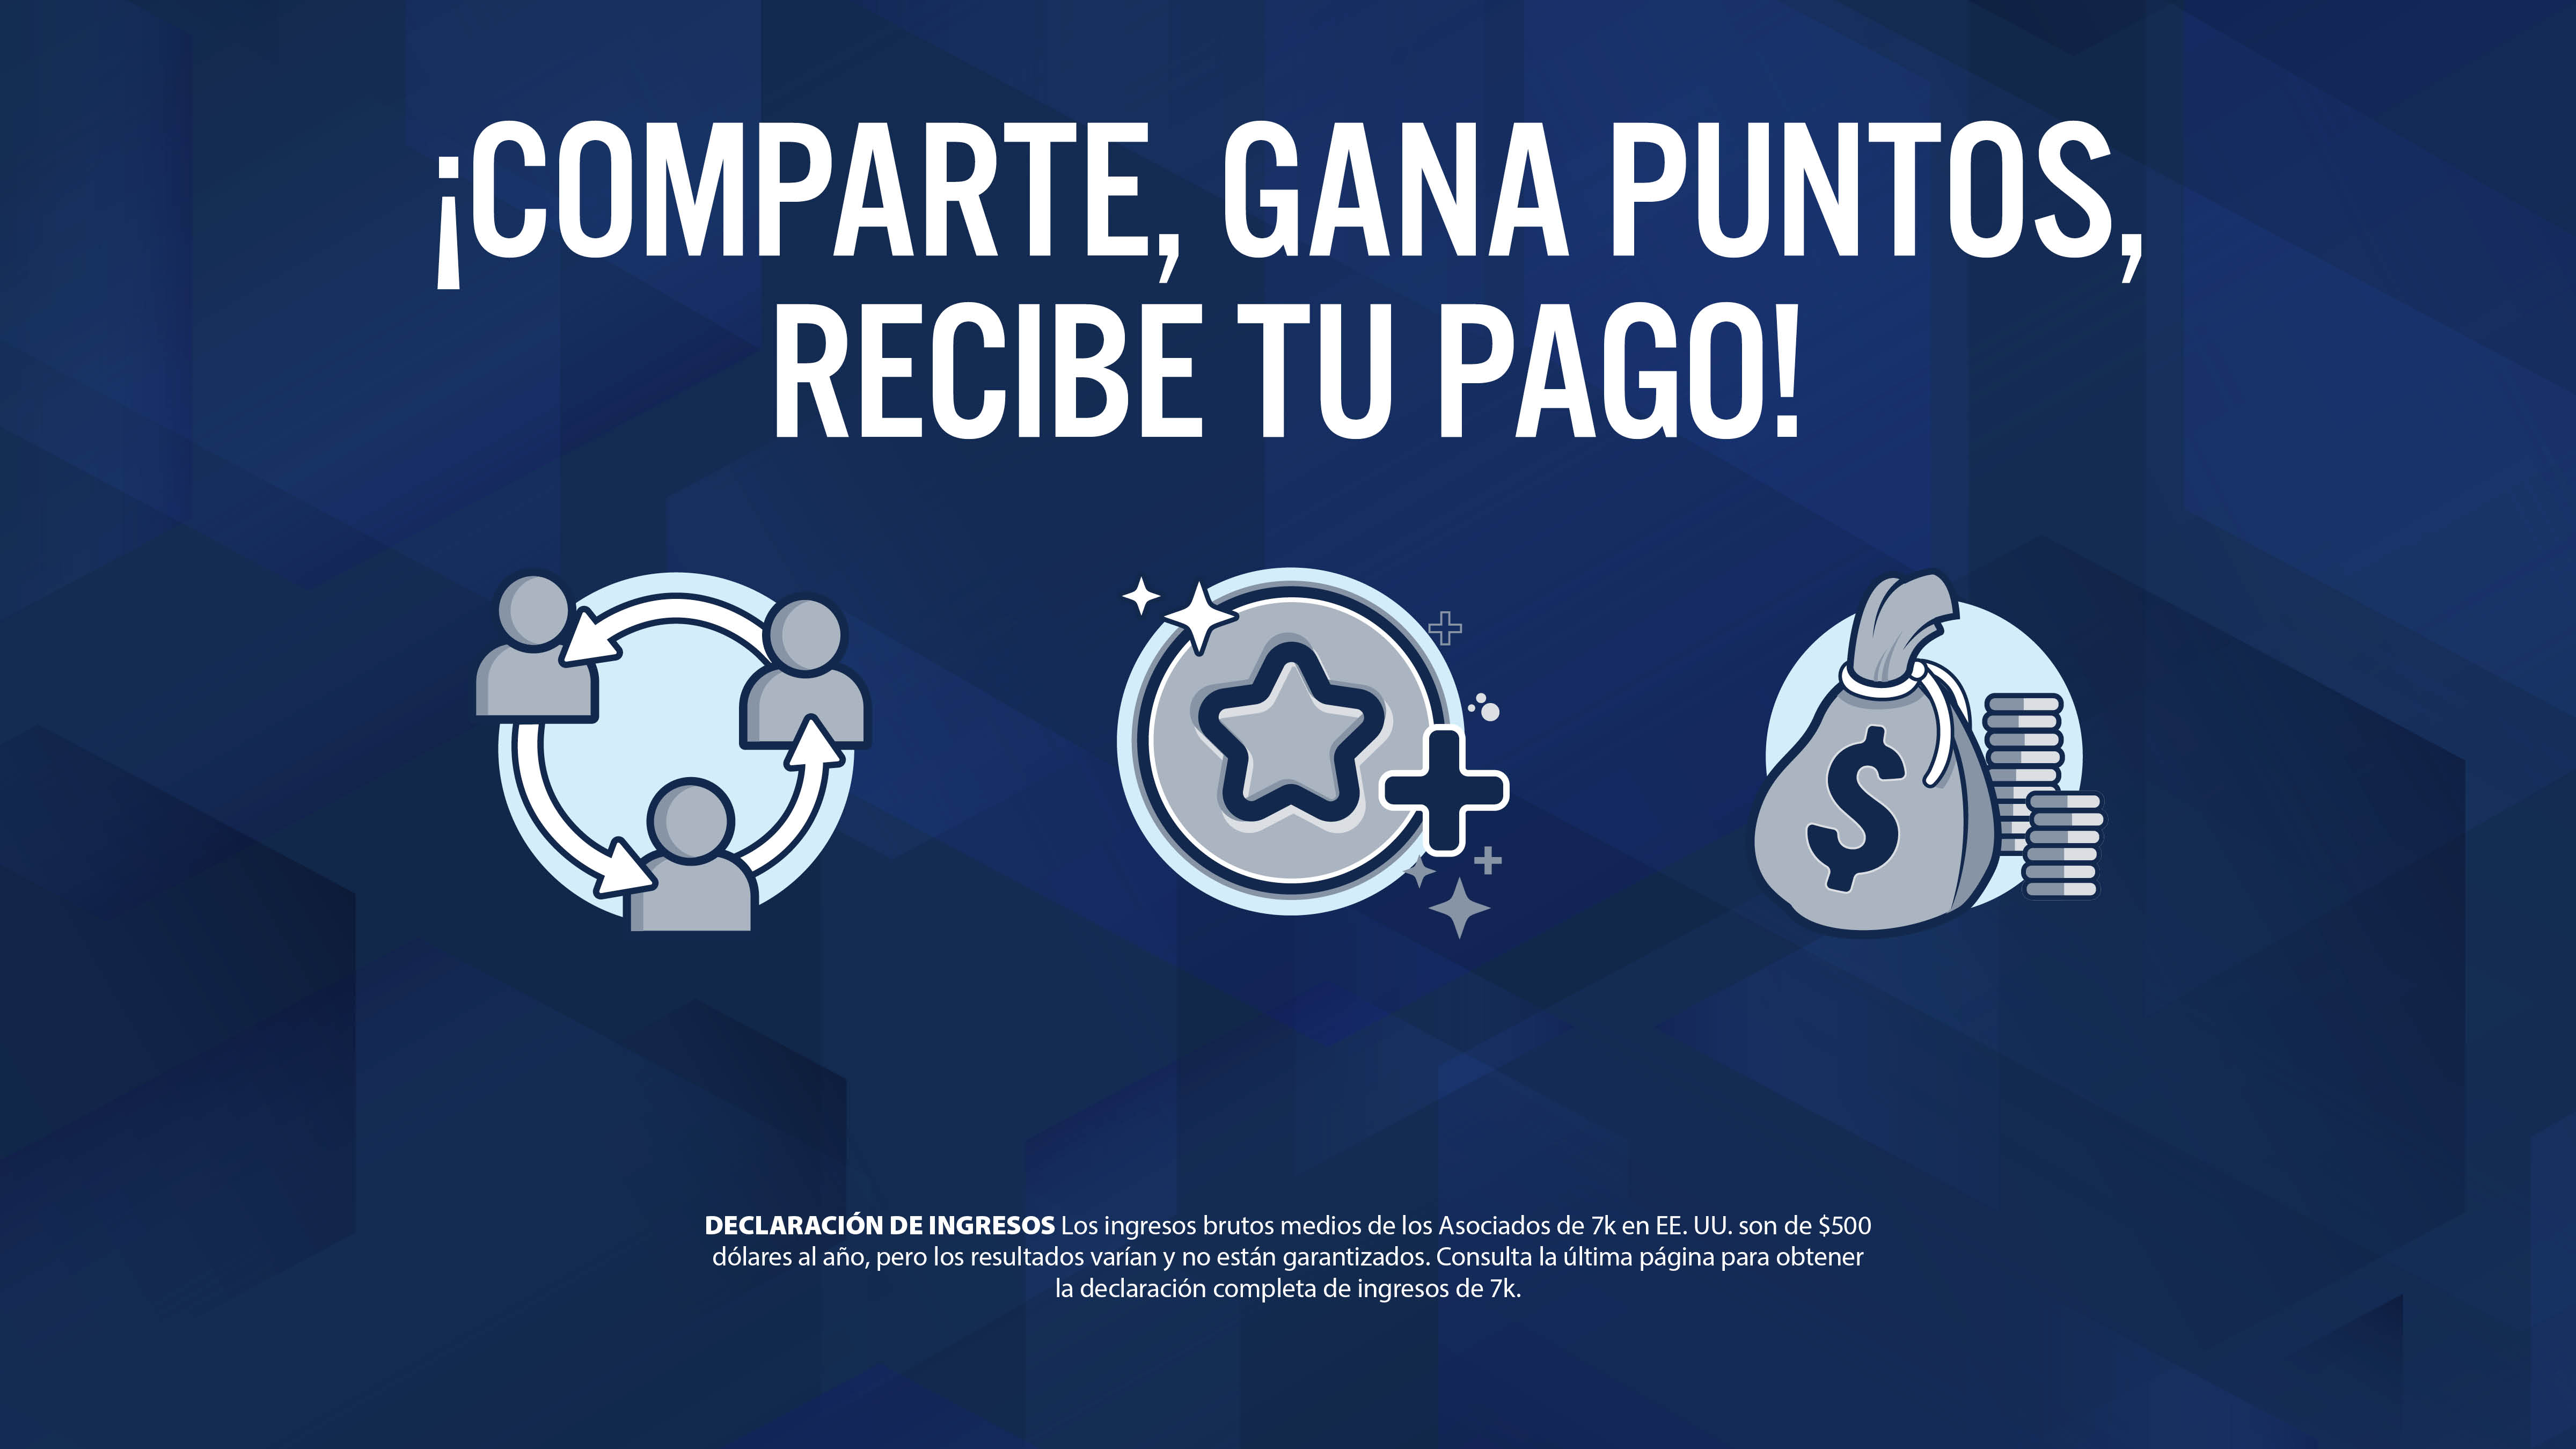 ¡COMPARTE, GANA PUNTOS,
RECIBE TU PAGO!
$
DECLARACIÓN DE INGRESOS Los ingresos brutos medios de los Asociados de 7k en EE. UU. son de $500
dólares al año, pero los resultados varían y no están garantizados. Consulta la última página para obtener
la declaración completa de ingresos de 7k.